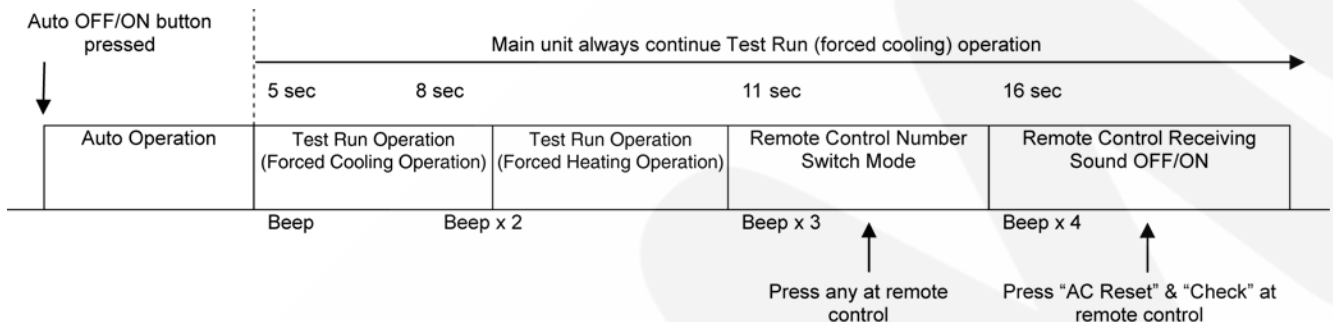 Auto OFF/ON button
pressed
Main unit always continue Test Run (forced cooling) operation
5 sec
8 sec
11 sec
16 sec
Auto Operation
Test Run Operation
(Forced Cooling Operation)
Test Run Operation
(Forced Heating Operation)
Remote Control Number
Switch Mode
Remote Control Receiving
Sound OFF/ON
Beep
Beep x 2
Beep x 3
Beep x 4
Press any at remote
control
Press “AC Reset” & “Check” at
remote control